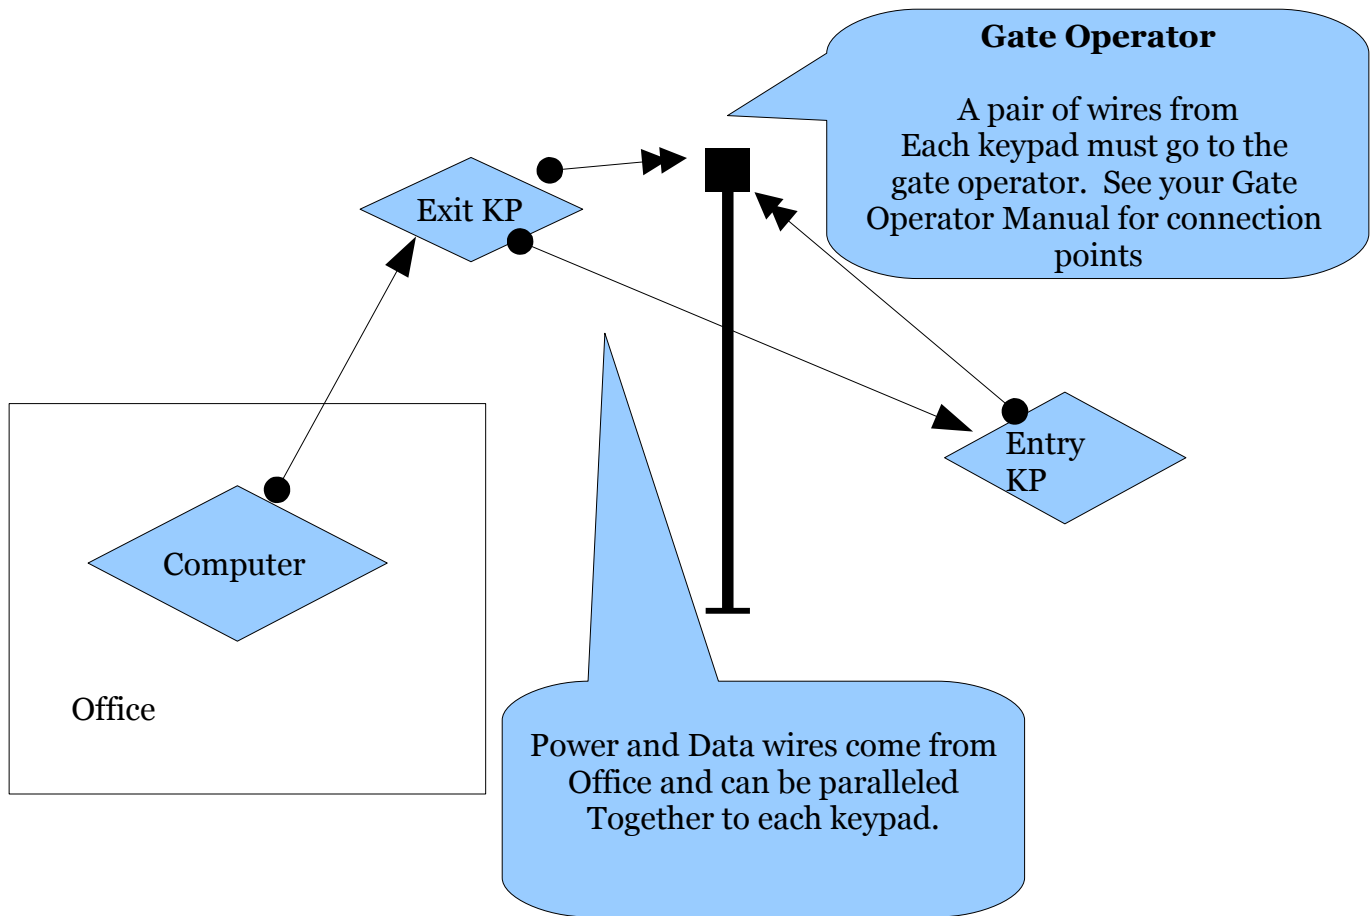 Gate Operator
A pair of wires from
Each keypad must go to the
gate operator.  See your Gate
Operator Manual for connection
points
Exit KP
Entry
KP
Computer
Office
Power and Data wires come from
Office and can be paralleled
Together to each keypad.